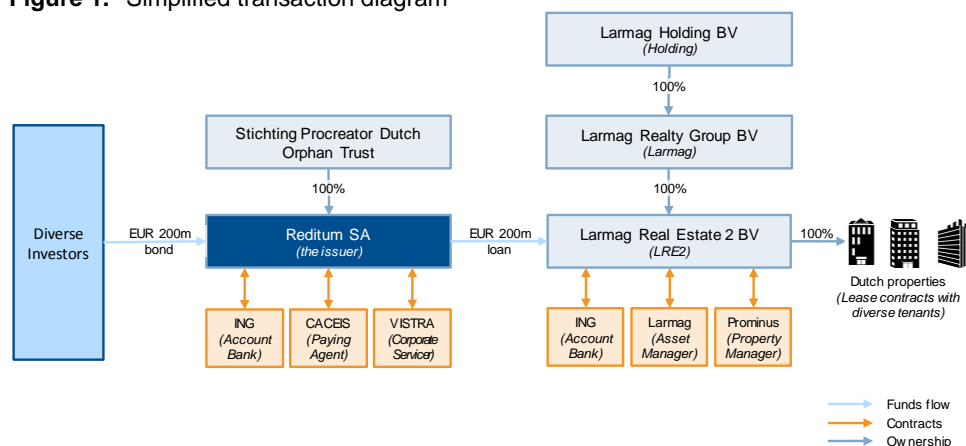 Figure 1: Simplified transaction diagram
Larmag Holding BV
(Holding)
100%
Stichting Procreator Dutch
Orphan Trust
Larmag Realty Group BV
(Larmag)
100%
100%
Diverse
Investors
EUR 200m
bond
Reditum SA
(the issuer)
EUR 200m
loan
Larmag Real Estate 2 BV
(LRE2)
100%
Dutch properties
(Lease contracts with
diverse tenants)
ING
(Account
Bank)
CACEIS
(Paying
Agent)
VISTRA
(Corporate
Servicer)
ING
(Account
Bank)
Larmag
(Asset
Manager)
Prominus
(Property
Manager)
Funds flow
Contracts
Ownership